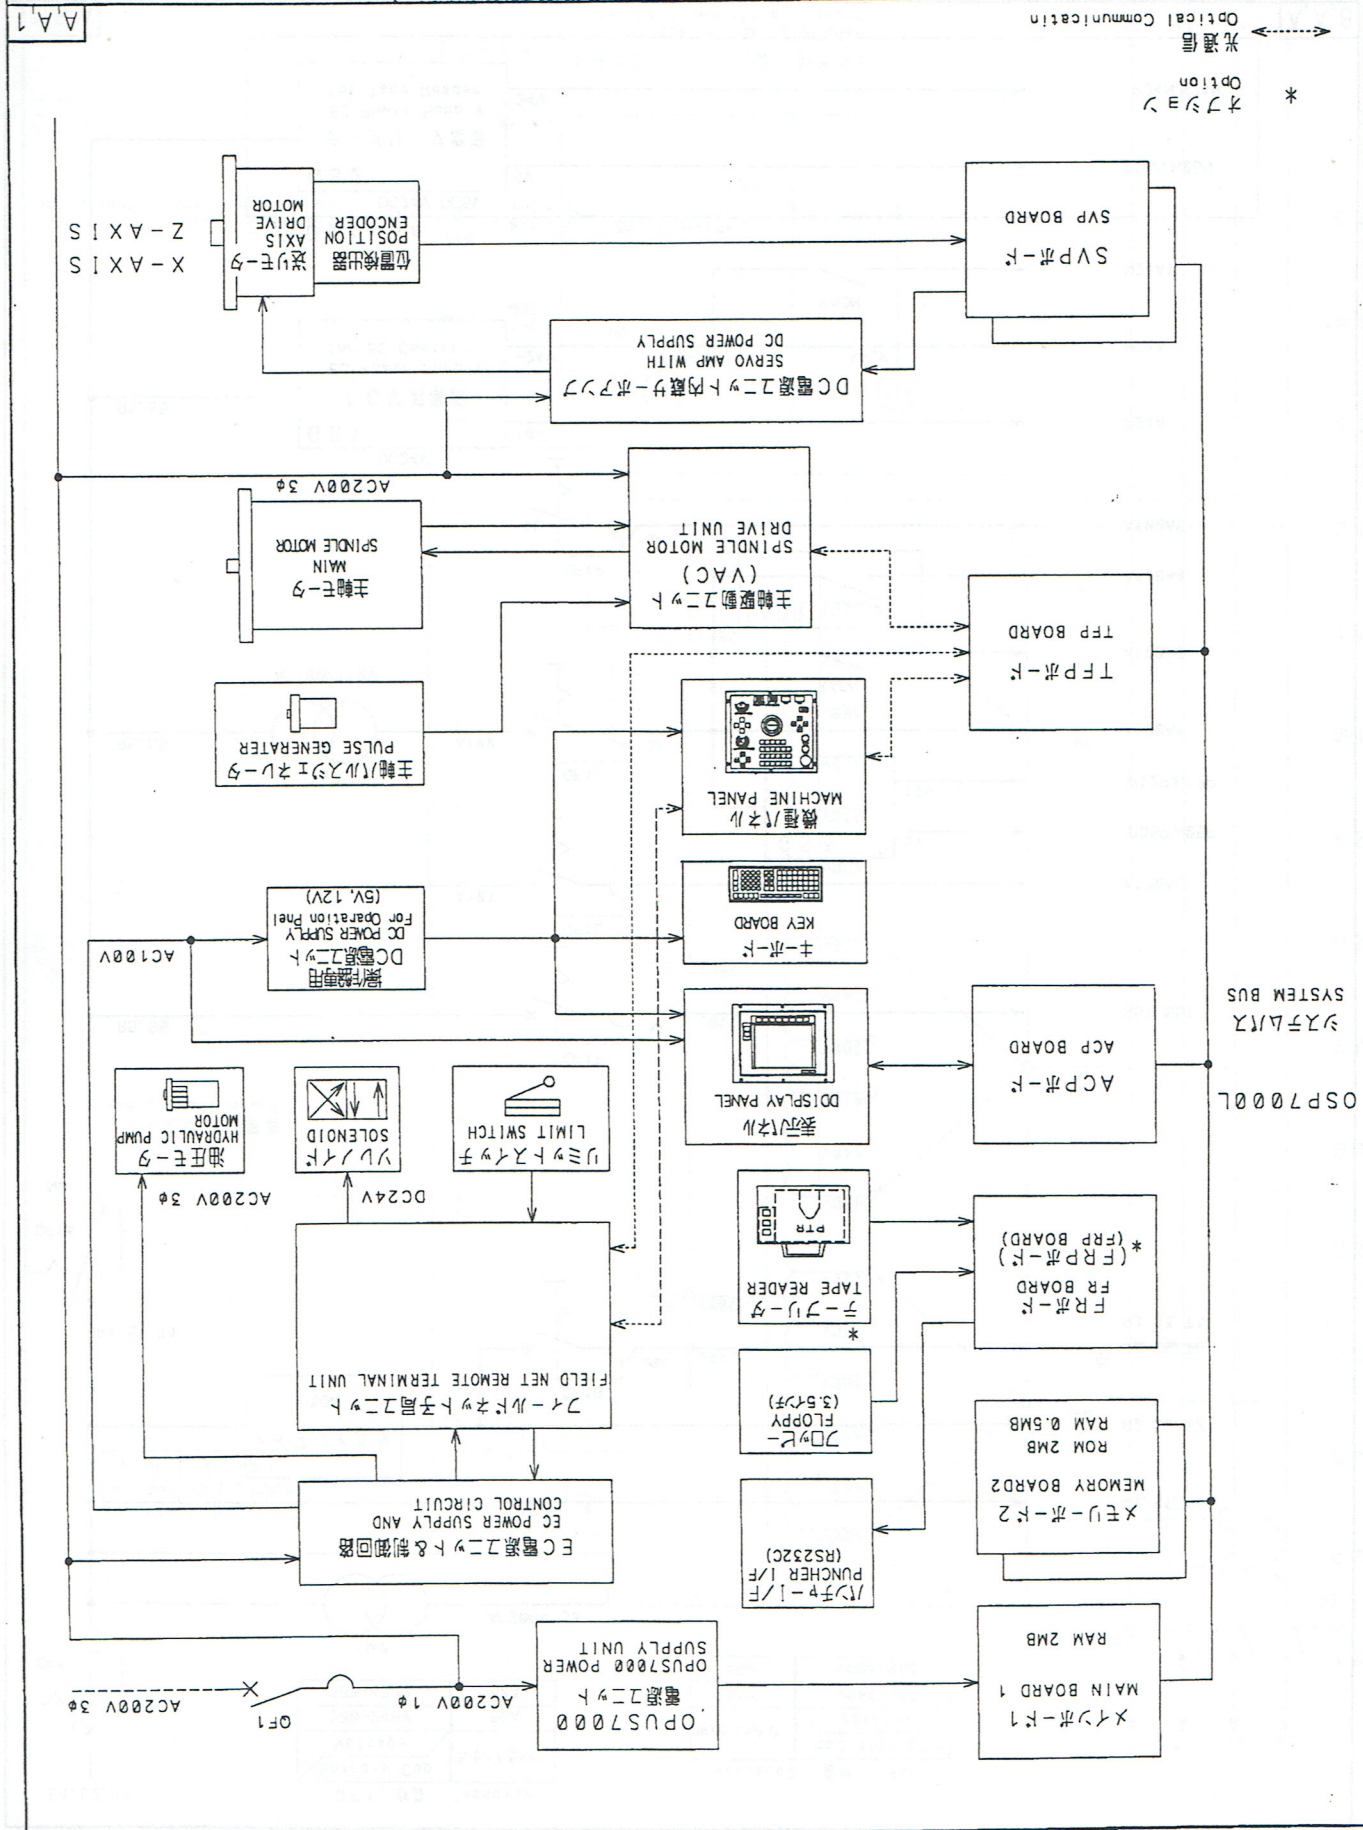 OSP7000L
システムバス
SYSTEM BUS
メインボード1
MAIN BOARD 1
RAM 2MB
OPUS7000
電源ユニット
OPUS7000 POWER
SUPPLY UNIT
AC200V 1φ
QF1
AC200V 3φ
メモリーボード2
MEMORY BOARD2
ROM 2MB
RAM 0.5MB
パンチャーI/F
PUNCHER I/F
(RS232C)
EC電源ユニット&制御回路
EC POWER SUPPLY AND
CONTROL CIRCUIT
フロッピー
FLOPPY
(3.5インチ)
フィールドネット子局ユニット
FIELD NET REMOTE TERMINAL UNIT
FRボード
FR BOARD
*(FRPボード)
(FRP BOARD)
*
テープリーダ
TAPE READER
PTR
DC24V
AC200V 3φ
リミットスイッチ
LIMIT SWITCH
ソレノイド
SOLENOID
油圧モータ
HYDRAULIC PUMP
MOTOR
ACPボード
ACP BOARD
表示パネル
DDISPLAY PANEL
キーボード
KEY BOARD
操作盤専用
DC電源ユニット
DC POWER SUPPLY
For Oparation Pnel
(5V,12V)
AC100V
機種パネル
MACHINE PANEL
主軸パルスジェネレータ
PULSE GENERATER
TFPボード
TFP BOARD
主軸駆動ユニット
(VAC)
SPINDLE MOTOR
DRIVE UNIT
主軸モータ
MAIN
SPINDLE MOTOR
AC200V 3φ
DC電源ユニット内蔵サーボアンプ
SERVO AMP WITH
DC POWER SUPPLY
SVPボード
SVP BOARD
位置検出器
POSITION
ENCODER
送りモータ
AXIS
DRIVE
MOTOR
X-AXIS
Z-AXIS
* オプション
Option
光通信
Optical Communicatin
A,A,1